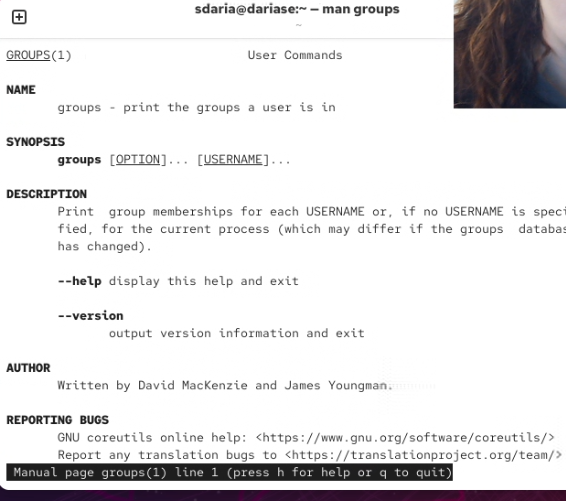 sdaria@dariase:~ — man groups
~
GROUPS(1) User Commands
NAME
groups - print the groups a user is in
SYNOPSIS
groups [OPTION]... [USERNAME]...
DESCRIPTION
Print group memberships for each USERNAME or, if no USERNAME is speci
fied, for the current process (which may differ if the groups databas
has changed).
--help display this help and exit
--version
output version information and exit
AUTHOR
Written by David MacKenzie and James Youngman.
REPORTING BUGS
GNU coreutils online help: <https://www.gnu.org/software/coreutils/>
Report any translation bugs to <https://translationproject.org/team/>
Manual page groups(1) line 1 (press h for help or q to quit)